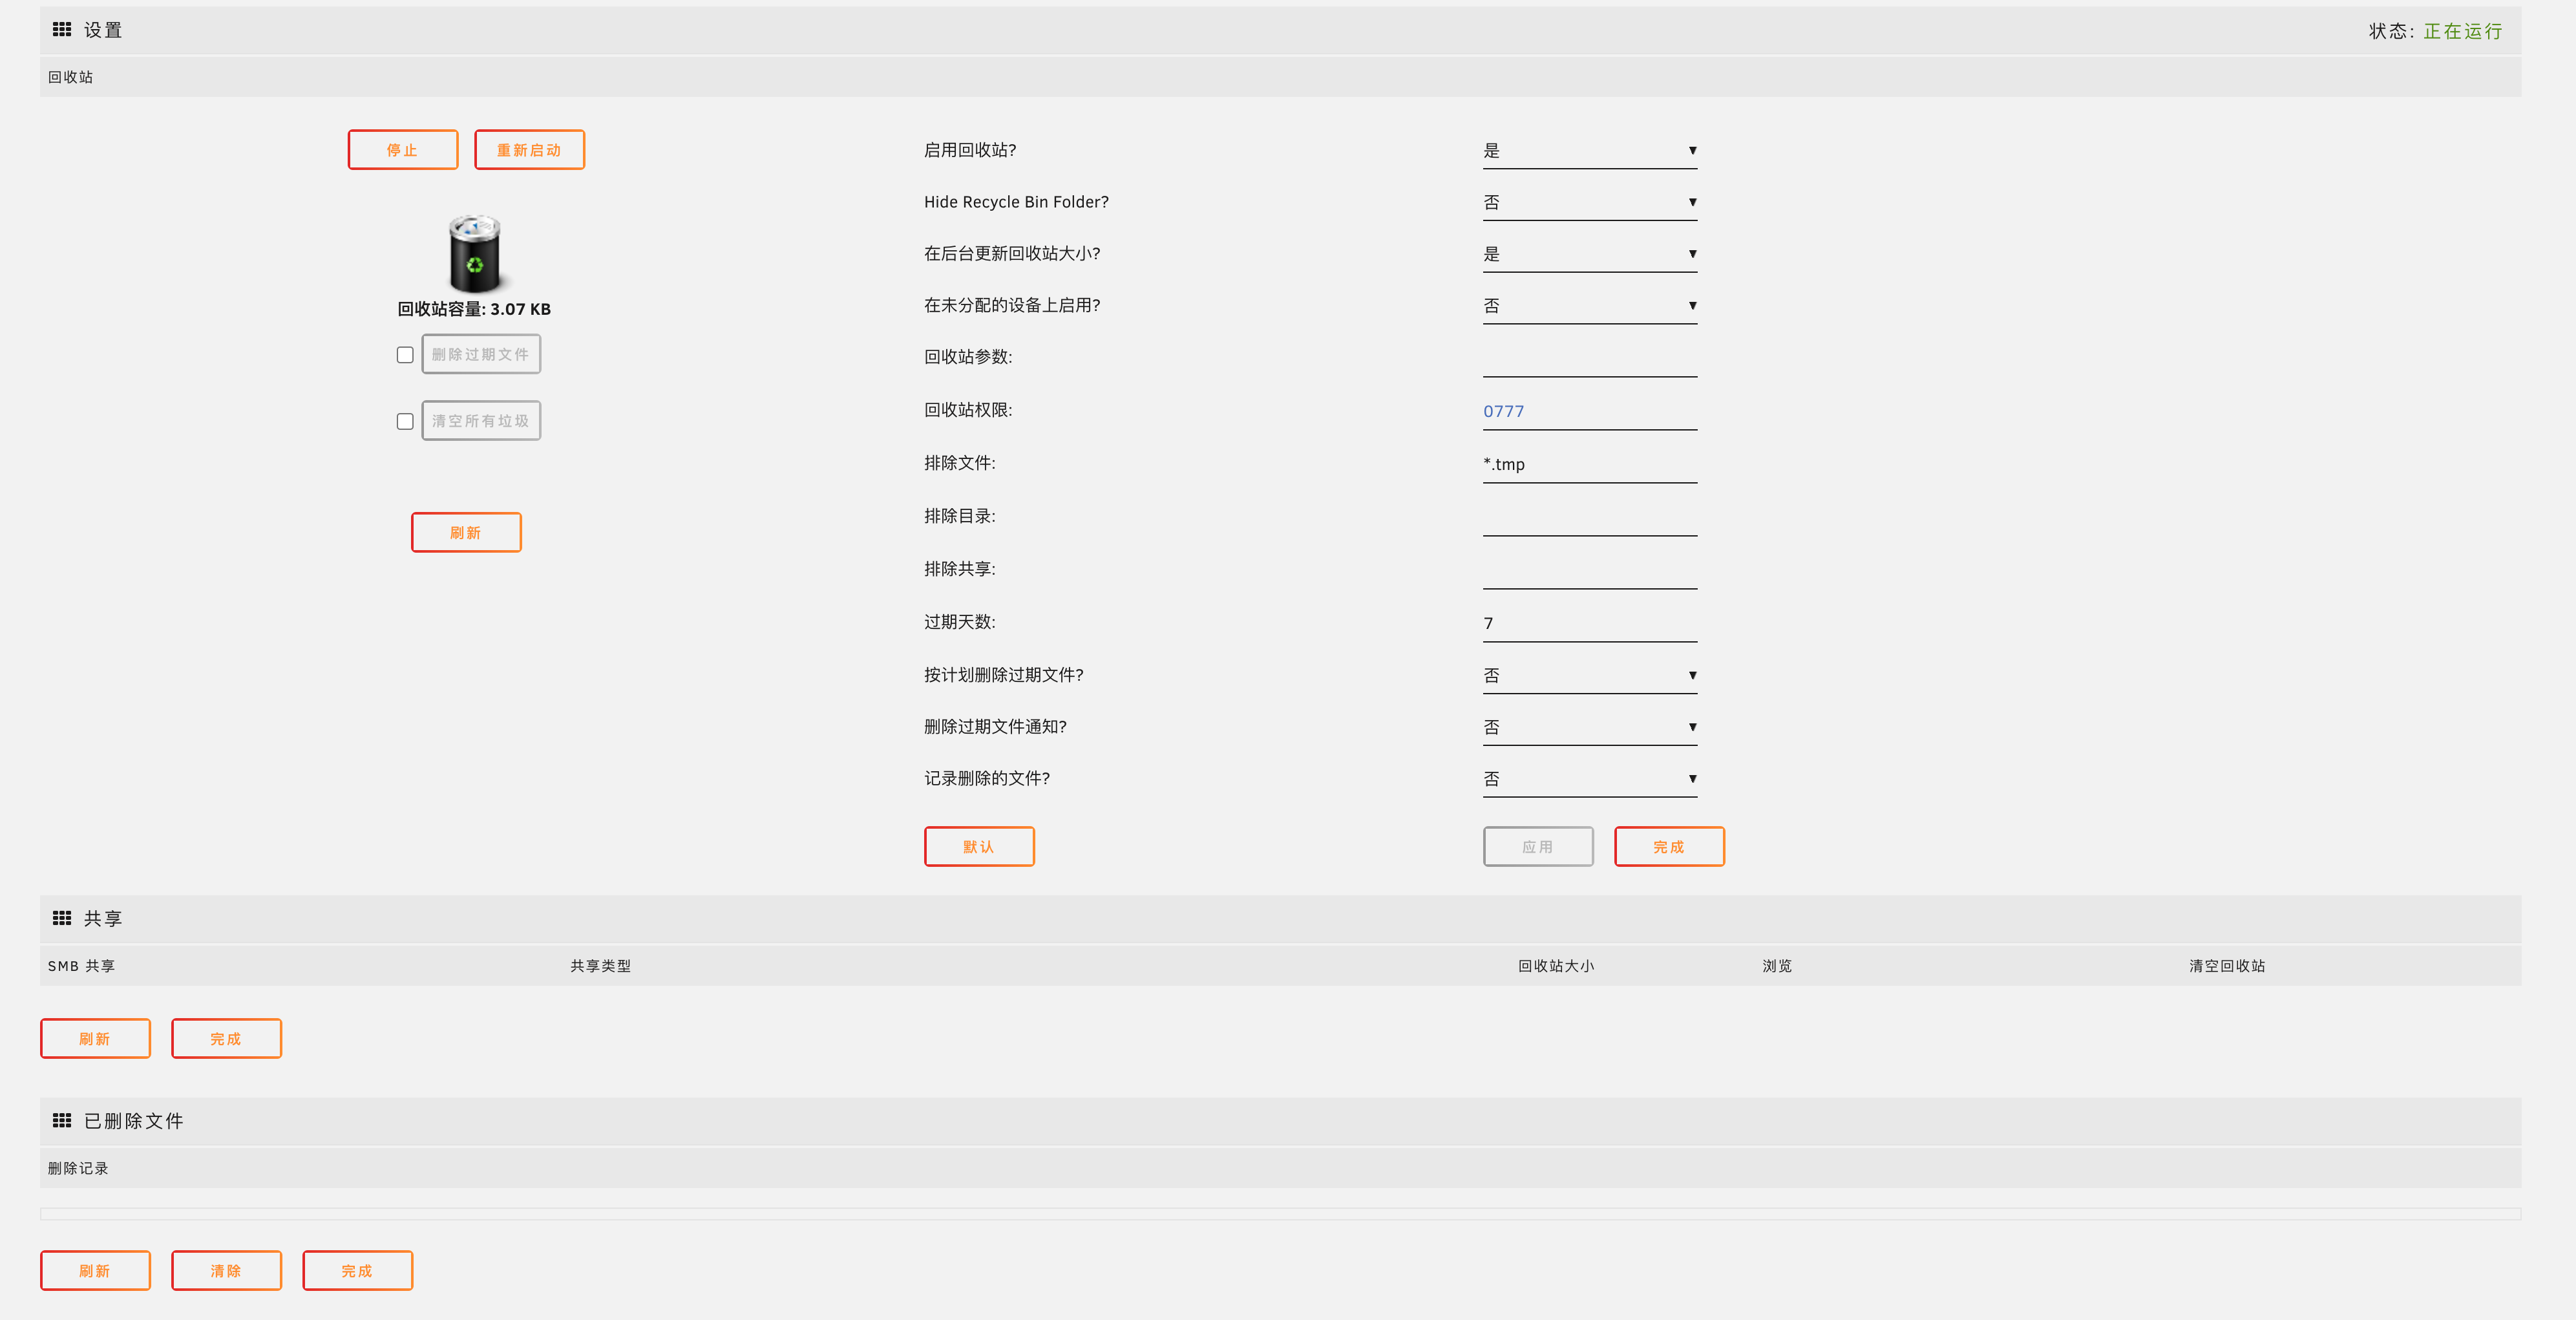 设置 状态: 正在运行
回收站
停止 重新启动
回收站容量: 3.07 KB
删除过期文件
清空所有垃圾
刷新
启用回收站? 是
Hide Recycle Bin Folder? 否
在后台更新回收站大小? 是
在未分配的设备上启用? 否
回收站参数:
回收站权限: 0777
排除文件: *.tmp
排除目录:
排除共享:
过期天数: 7
按计划删除过期文件? 否
删除过期文件通知? 否
记录删除的文件? 否
默认 应用 完成
共享
SMB 共享 共享类型 回收站大小 浏览 清空回收站
刷新 完成
已删除文件
删除记录
刷新 清除 完成